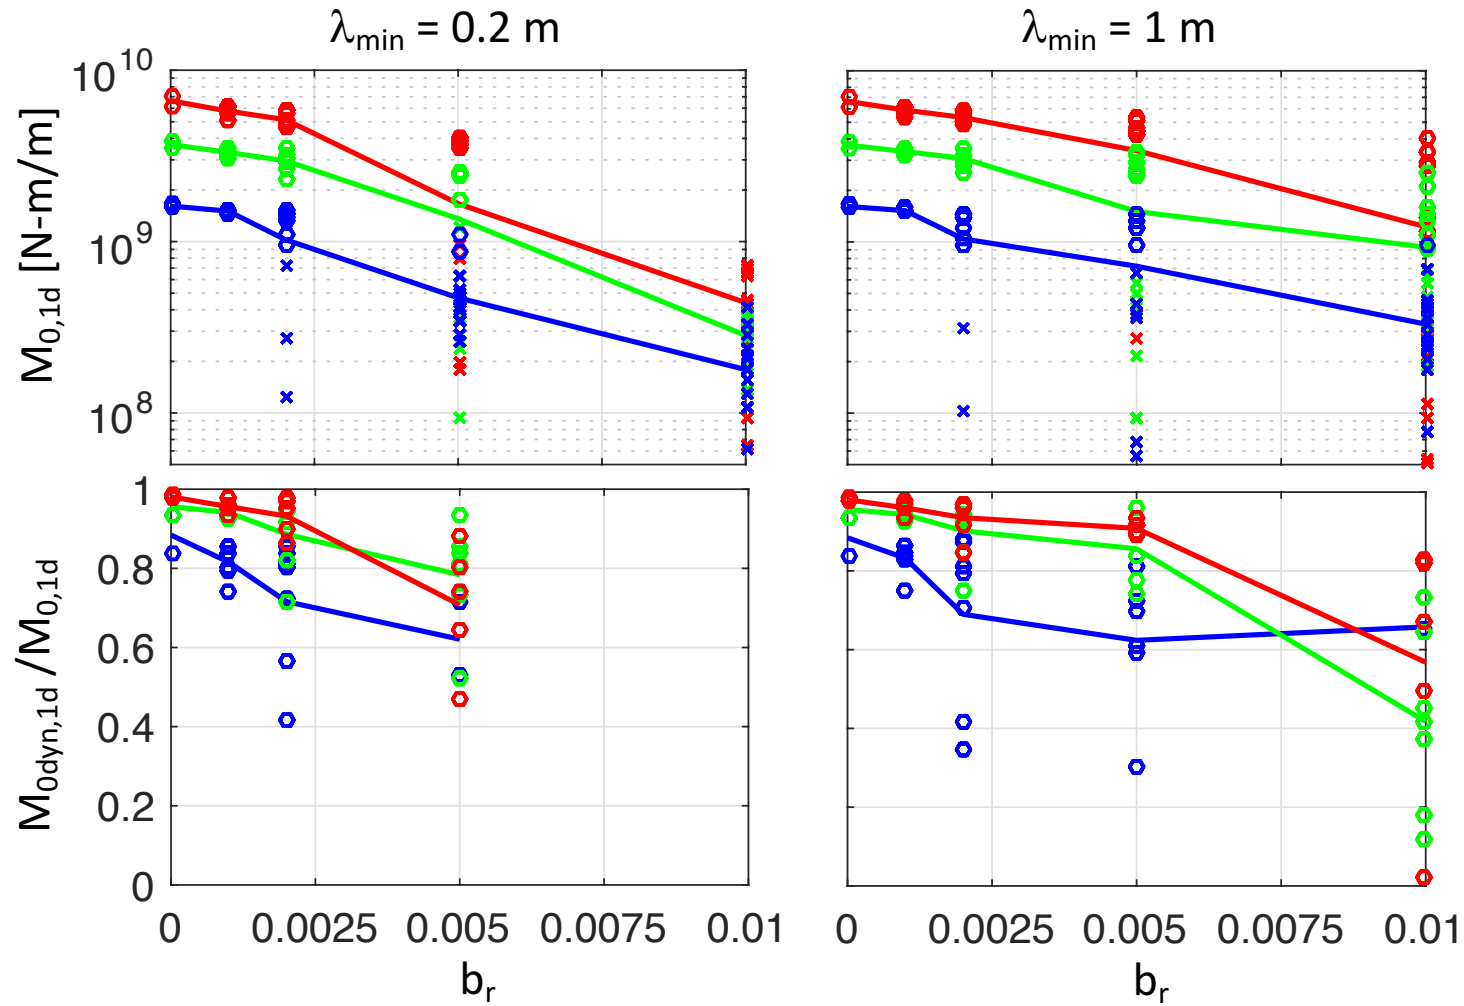 λmin = 0.2 m
λmin = 1 m
10^10
10^9
10^8
M0,1d [N-m/m]
1
0.8
0.6
0.4
0.2
0
M0dyn,1d /M0,1d
0 0.0025 0.005 0.0075 0.01
0 0.0025 0.005 0.0075 0.01
br
br